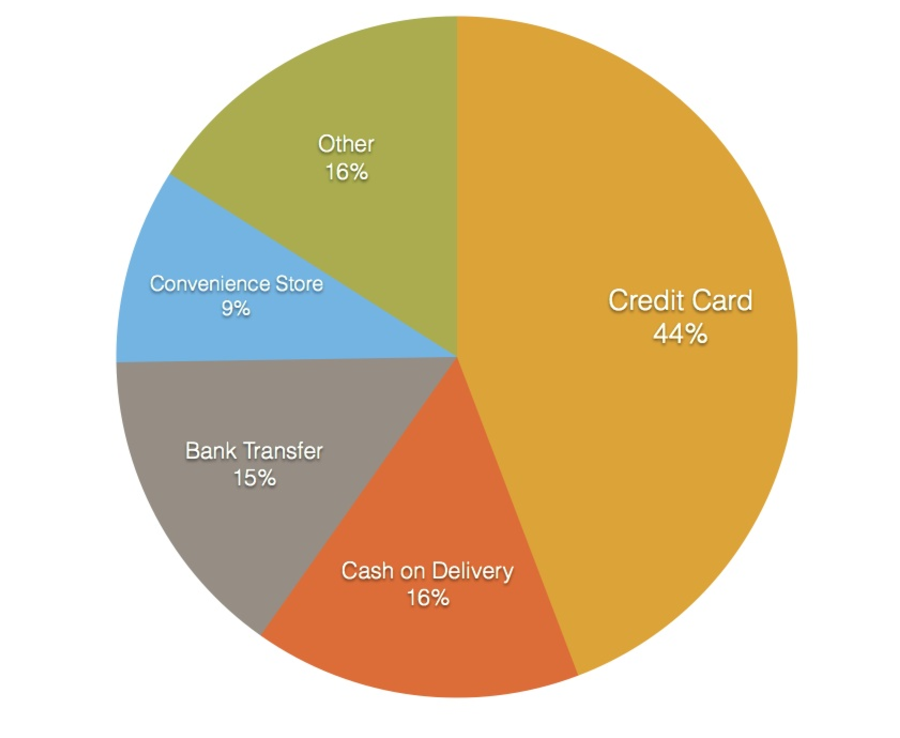 Other
16%
Convenience Store
9%
Credit Card
44%
Bank Transfer
15%
Cash on Delivery
16%